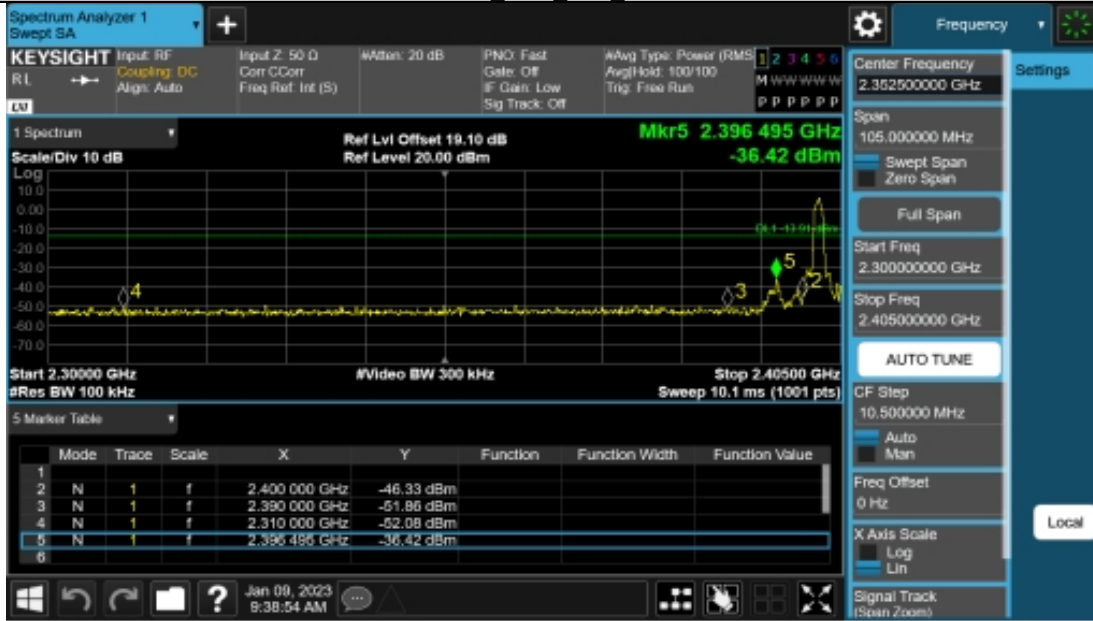 Spectrum Analyzer 1
Swept SA
Frequency
KEYSIGHT
R L
LXI
Input: RF
Coupling: DC
Align: Auto
Input Z: 50 Ω
Corr CCorr
Freq Ref: Int (S)
#Atten: 20 dB
PNO: Fast
Gate: Off
IF Gain: Low
Sig Track: Off
#Avg Type: Power (RMS
Avg|Hold: 100/100
Trig: Free Run
1 2 3 4 5 6
M W W W W W
P P P P P P
1 Spectrum
Scale/Div 10 dB
Ref Lvl Offset 19.10 dB
Ref Level 20.00 dBm
Mkr5 2.396 495 GHz
-36.42 dBm
Log
10.0
0.00
-10.0
-20.0
-30.0
-40.0
-50.0
-60.0
-70.0
DL1 -13.91 dBm
4
3
5
2
Start 2.30000 GHz
#Res BW 100 kHz
#Video BW 300 kHz
Stop 2.40500 GHz
Sweep 10.1 ms (1001 pts)
5 Marker Table
Mode Trace Scale X Y Function Function Width Function Value
1
2 N 1 f 2.400 000 GHz -46.33 dBm
3 N 1 f 2.390 000 GHz -51.86 dBm
4 N 1 f 2.310 000 GHz -52.08 dBm
5 N 1 f 2.396 495 GHz -36.42 dBm
6
Jan 09, 2023
9:38:54 AM
?
Center Frequency
2.352500000 GHz
Settings
Span
105.000000 MHz
Swept Span
Zero Span
Full Span
Start Freq
2.300000000 GHz
Stop Freq
2.405000000 GHz
AUTO TUNE
CF Step
10.500000 MHz
Auto
Man
Freq Offset
0 Hz
X Axis Scale
Log
Lin
Local
Signal Track
(Span Zoom)